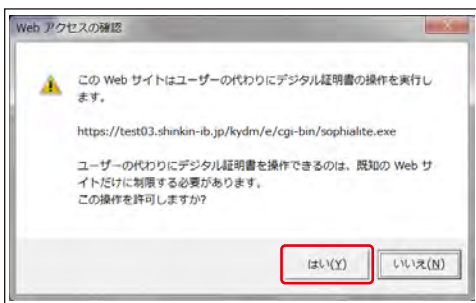 Web アクセスの確認
この Web サイトはユーザーの代わりにデジタル証明書の操作を実行し
ます。
https://test03.shinkin-ib.jp/kydm/e/cgi-bin/sophialite.exe
ユーザーの代わりにデジタル証明書を操作できるのは、既知の Web サ
イトだけに制限する必要があります。
この操作を許可しますか?
はい(Y)
いいえ(N)